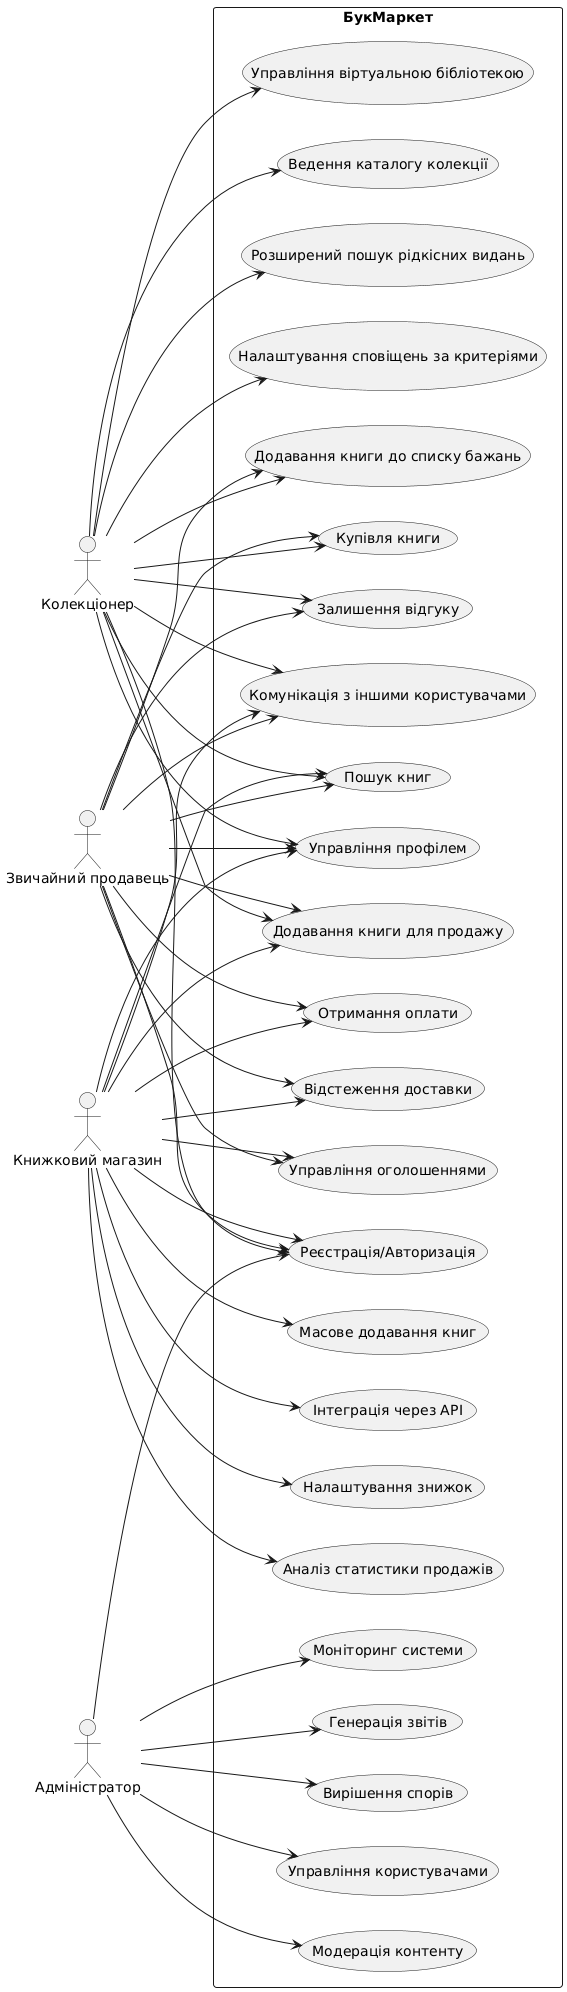 БукМаркет
Управління віртуальною бібліотекою
Ведення каталогу колекції
Розширений пошук рідкісних видань
Налаштування сповіщень за критеріями
Додавання книги до списку бажань
Купівля книги
Колекціонер
Залишення відгуку
Комунікація з іншими користувачами
Пошук книг
Управління профілем
Звичайний продавець
Додавання книги для продажу
Отримання оплати
Відстеження доставки
Книжковий магазин
Управління оголошеннями
Реєстрація/Авторизація
Масове додавання книг
Інтеграція через API
Налаштування знижок
Аналіз статистики продажів
Моніторинг системи
Генерація звітів
Адміністратор
Вирішення спорів
Управління користувачами
Модерація контенту